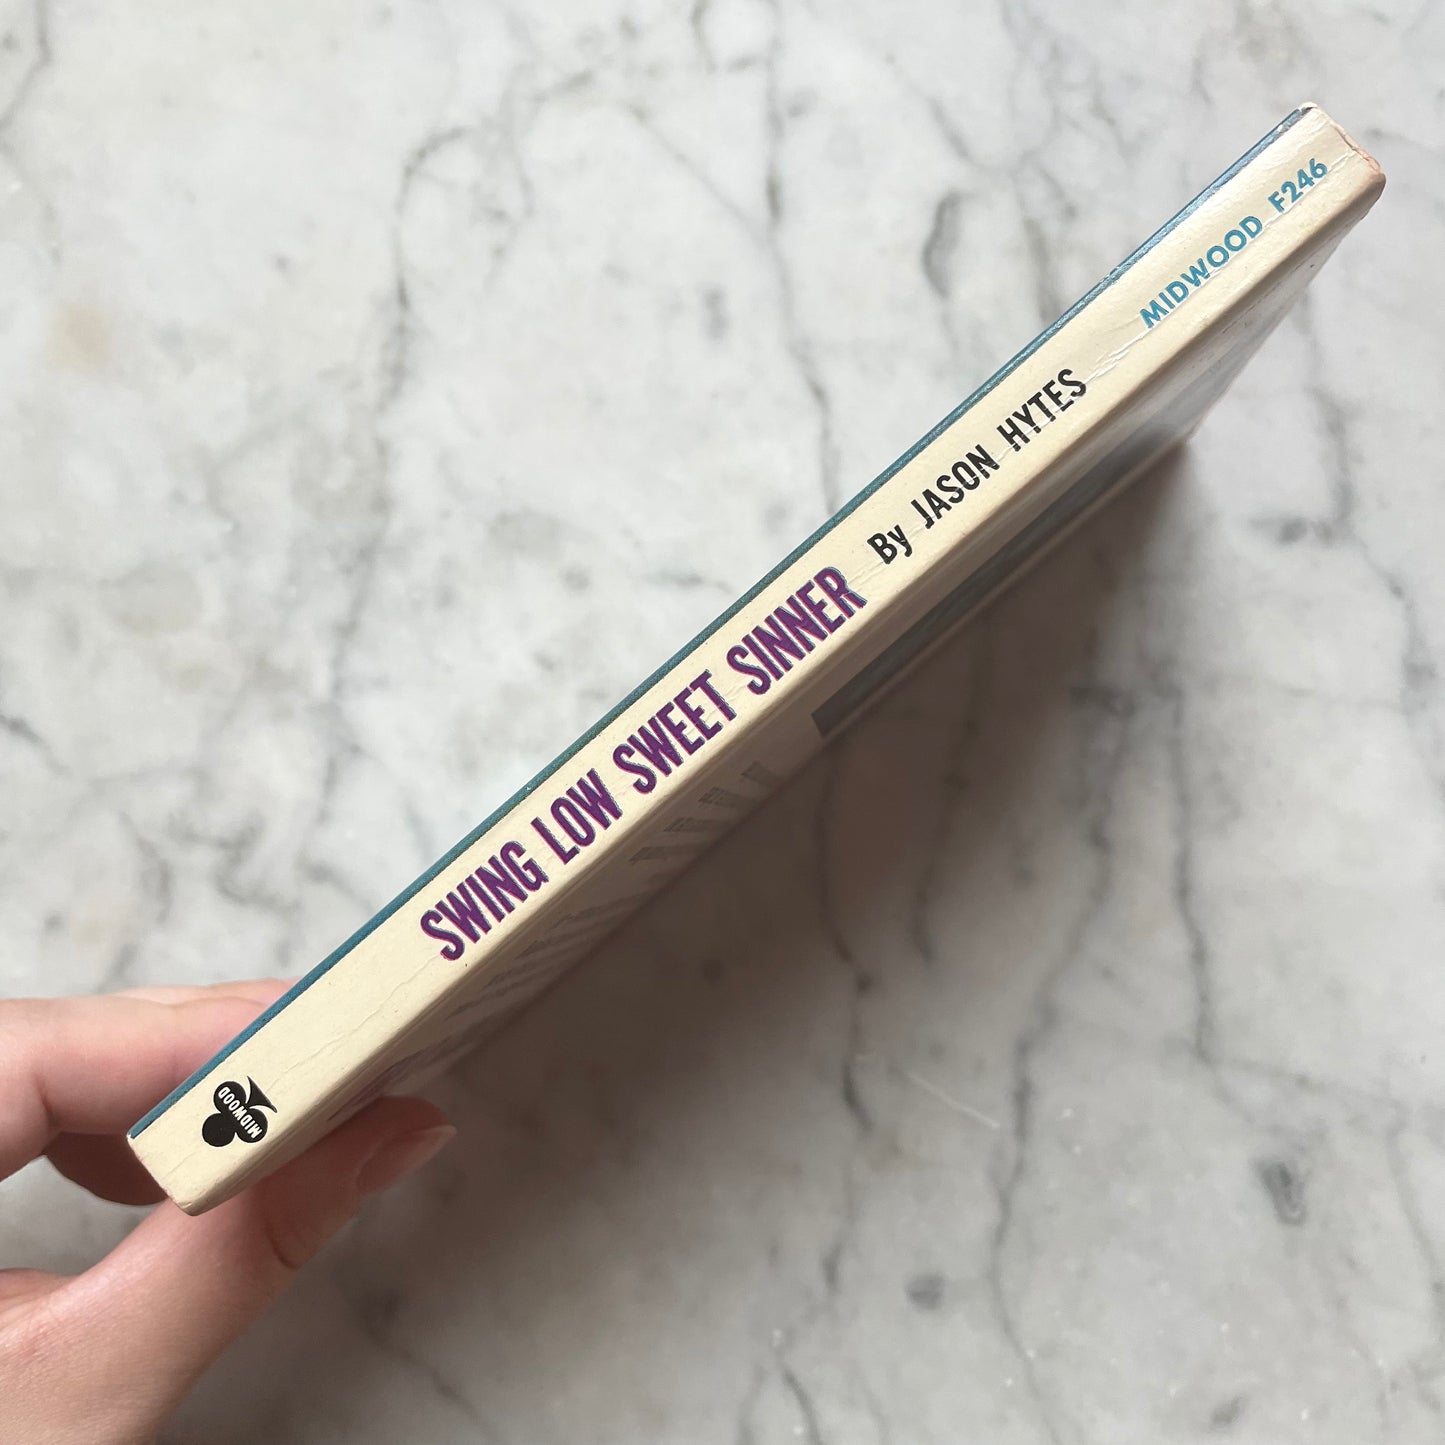 SWING LOW SWEET SINNER By JASON HYTES MIDWOOD F246
MIDWOOD